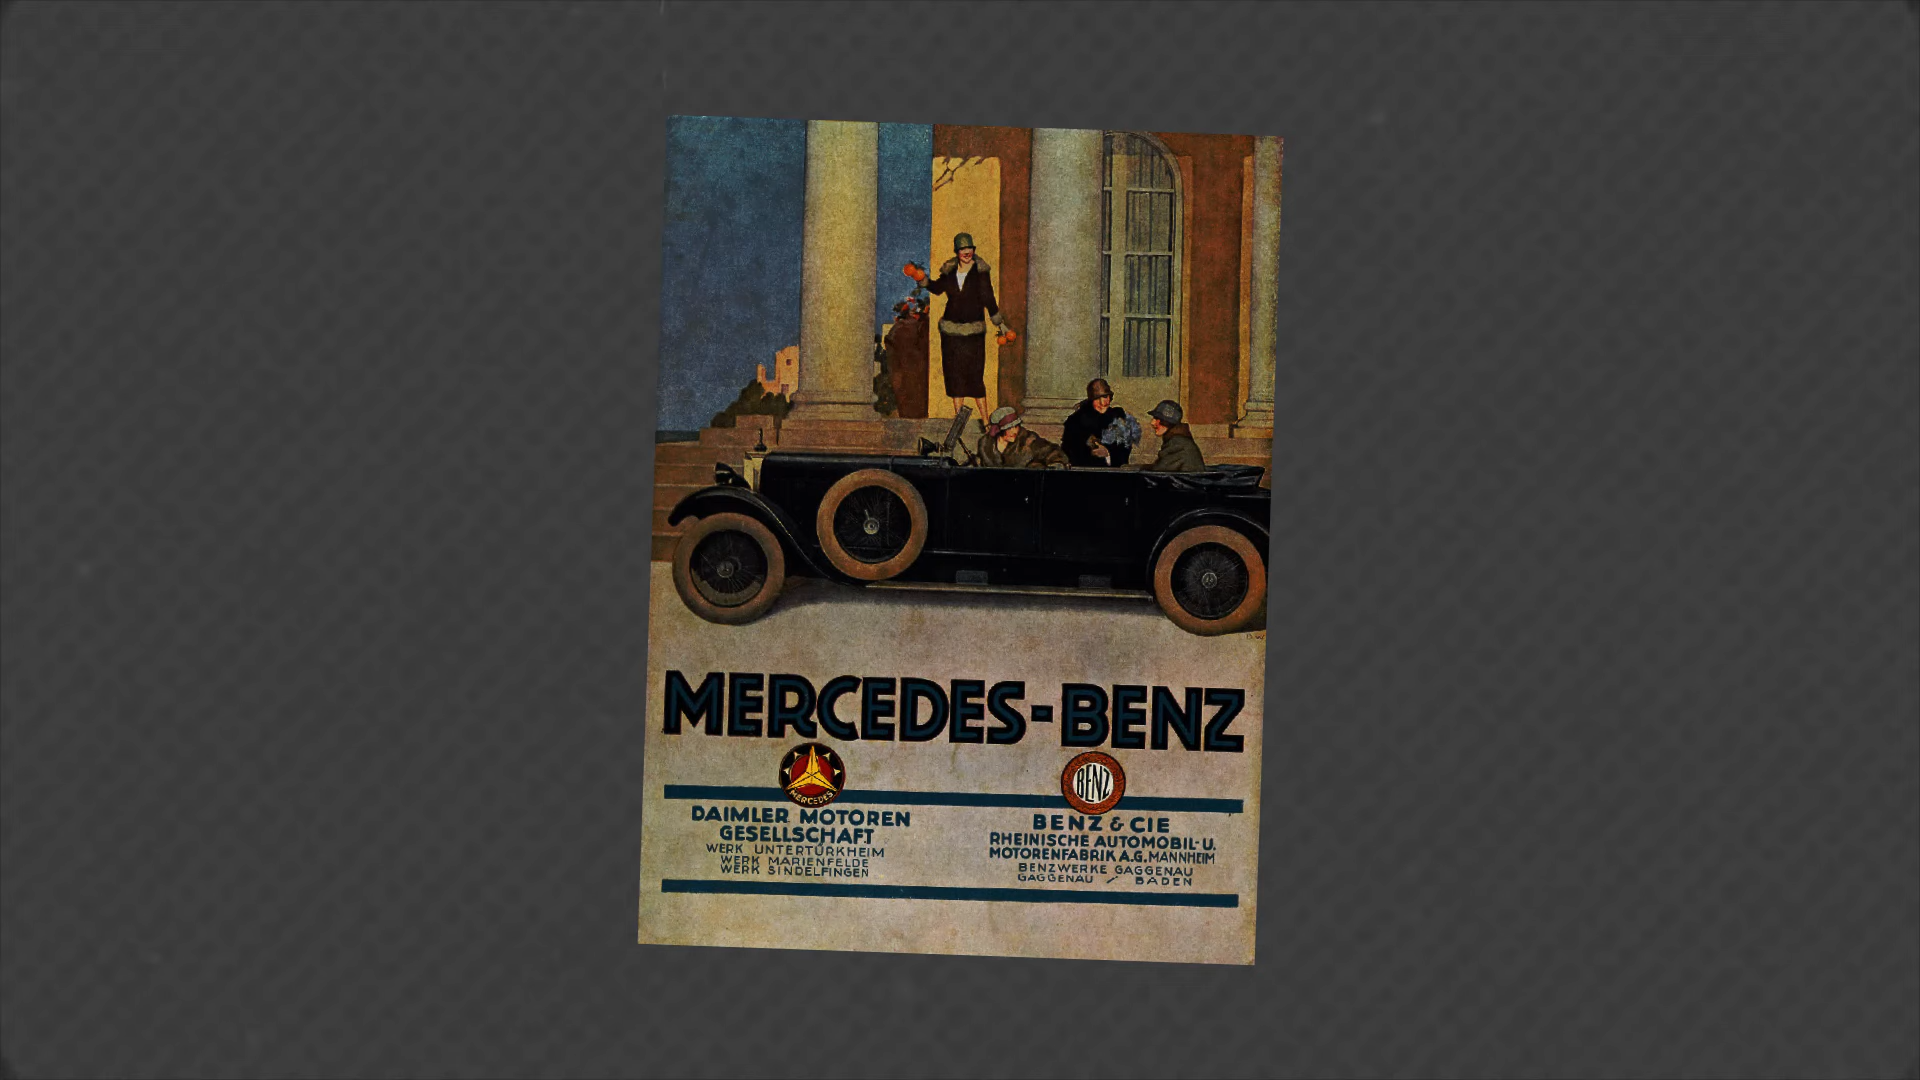 MERCEDES-BENZ
MERCEDES
BENZ
DAIMLER MOTOREN
GESELLSCHAFT
WERK UNTERTÜRKHEIM
WERK MARIENFELDE
WERK SINDELFINGEN
BENZ & CIE
RHEINISCHE AUTOMOBIL- U.
MOTORENFABRIK A.G. MANNHEIM
BENZWERKE GAGGENAU
GAGGENAU / BADEN